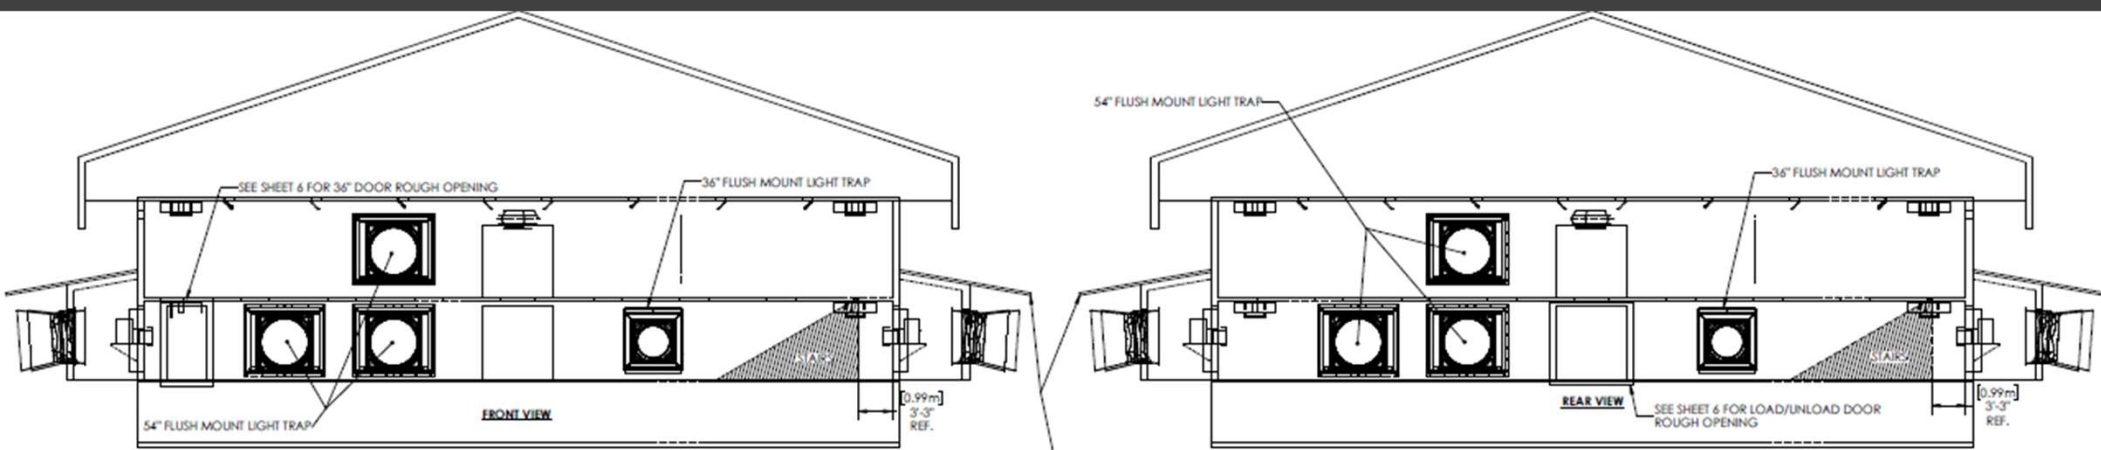 SEE SHEET 6 FOR 36" DOOR ROUGH OPENING
36" FLUSH MOUNT LIGHT TRAP
STAIRS
54" FLUSH MOUNT LIGHT TRAP
FRONT VIEW
[0.99m]
3'-3"
REF.
54" FLUSH MOUNT LIGHT TRAP
36" FLUSH MOUNT LIGHT TRAP
STAIRS
REAR VIEW
SEE SHEET 6 FOR LOAD/UNLOAD DOOR
ROUGH OPENING
[0.99m]
3'-3"
REF.